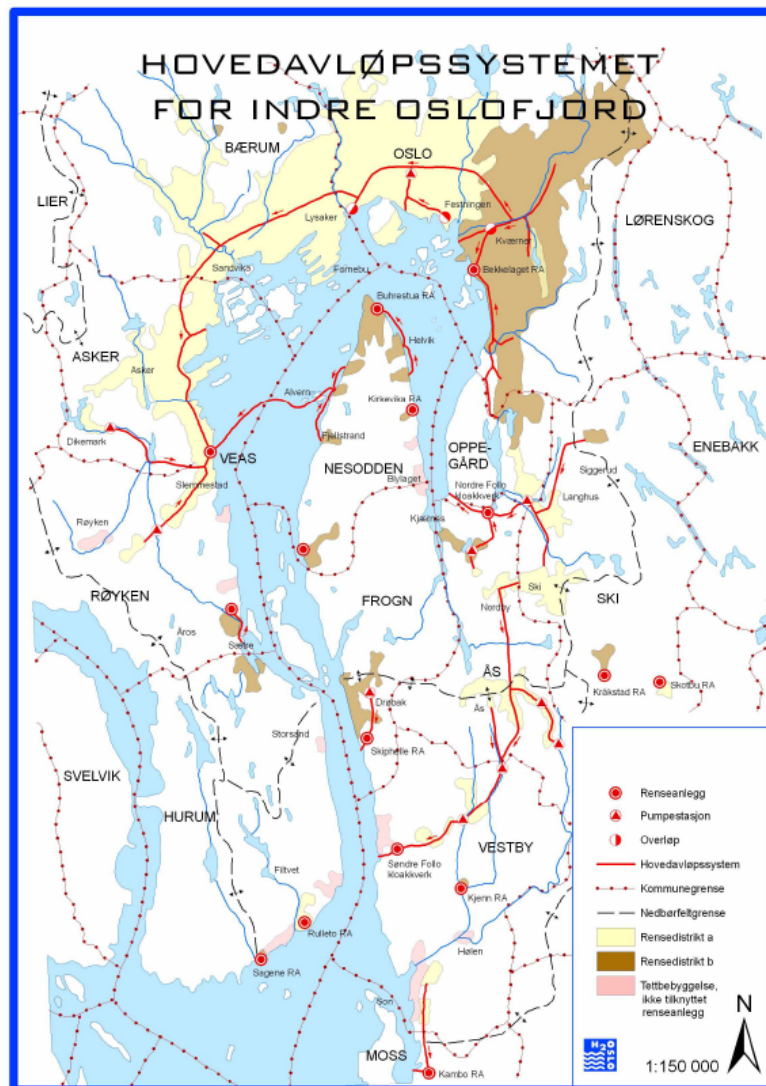 HOVEDAVLØPSSYSTEMET
FOR INDRE OSLOFJORD
BÆRUM
OSLO
LIER
LØRENSKOG
Lysaker
Festningen
Kværner
Sandvika
Fornebu
Bekkelaget RA
Buhrestua RA
Helvik
ASKER
Asker
Alvern
Kirkevika RA
Dikemark
Fjellstrand
OPPE-
GÅRD
ENEBAKK
VEAS
NESODDEN
Siggerud
Slemmestad
Blylaget
Nordre Follo
kloakkverk
Langhus
Røyken
Kjærnes
RØYKEN
FROGN
Ski
SKI
Nordby
Åros
Sætre
ÅS
Kråkstad RA
Skotbu RA
Drøbak
Ås
Storsand
Skiphelle RA
SVELVIK
HURUM
VESTBY
Søndre Follo
kloakkverk
Filtvet
Kjenn RA
Rulleto RA
Hølen
Sagene RA
Son
MOSS
Kambo RA
Renseanlegg
Pumpestasjon
Overløp
Hovedavløpssystem
Kommunegrense
Nedbørfeltgrense
Rensedistrikt a
Rensedistrikt b
Tettbebyggelse,
ikke tilknyttet
renseanlegg
N
H2O
OSLO
1:150 000